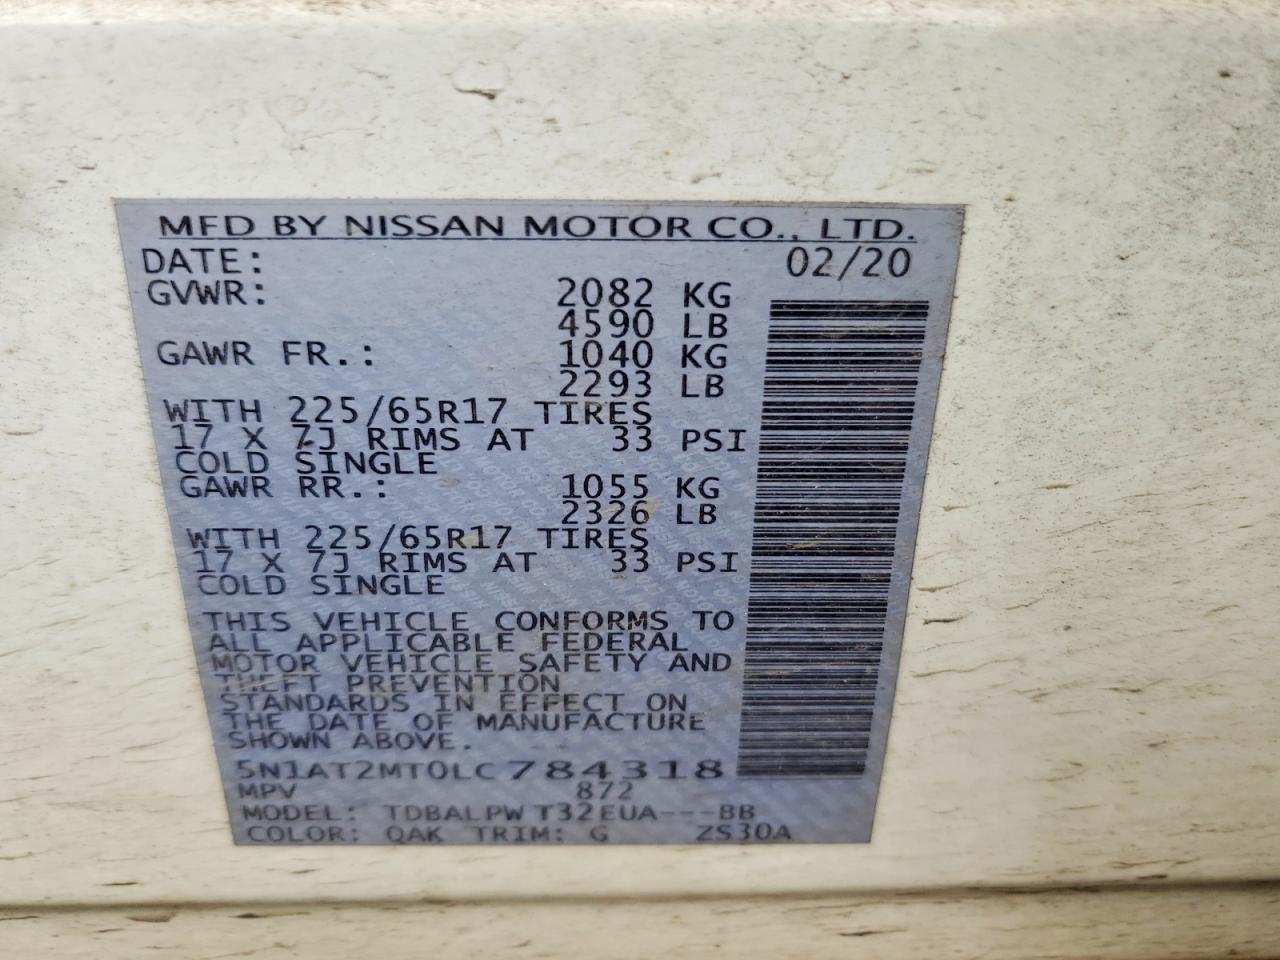 MFD BY NISSAN MOTOR CO., LTD.
DATE: 02/20
GVWR: 2082 KG
4590 LB
GAWR FR.: 1040 KG
2293 LB
WITH 225/65R17 TIRES
17 X 7J RIMS AT 33 PSI
COLD SINGLE
GAWR RR.: 1055 KG
2326 LB
WITH 225/65R17 TIRES
17 X 7J RIMS AT 33 PSI
COLD SINGLE
THIS VEHICLE CONFORMS TO
ALL APPLICABLE FEDERAL
MOTOR VEHICLE SAFETY AND
THEFT PREVENTION
STANDARDS IN EFFECT ON
THE DATE OF MANUFACTURE
SHOWN ABOVE.
5N1AT2MT0LC784318
MPV 872
MODEL: TDBALPW T32EUA---BB
COLOR: QAK TRIM: G ZS30A